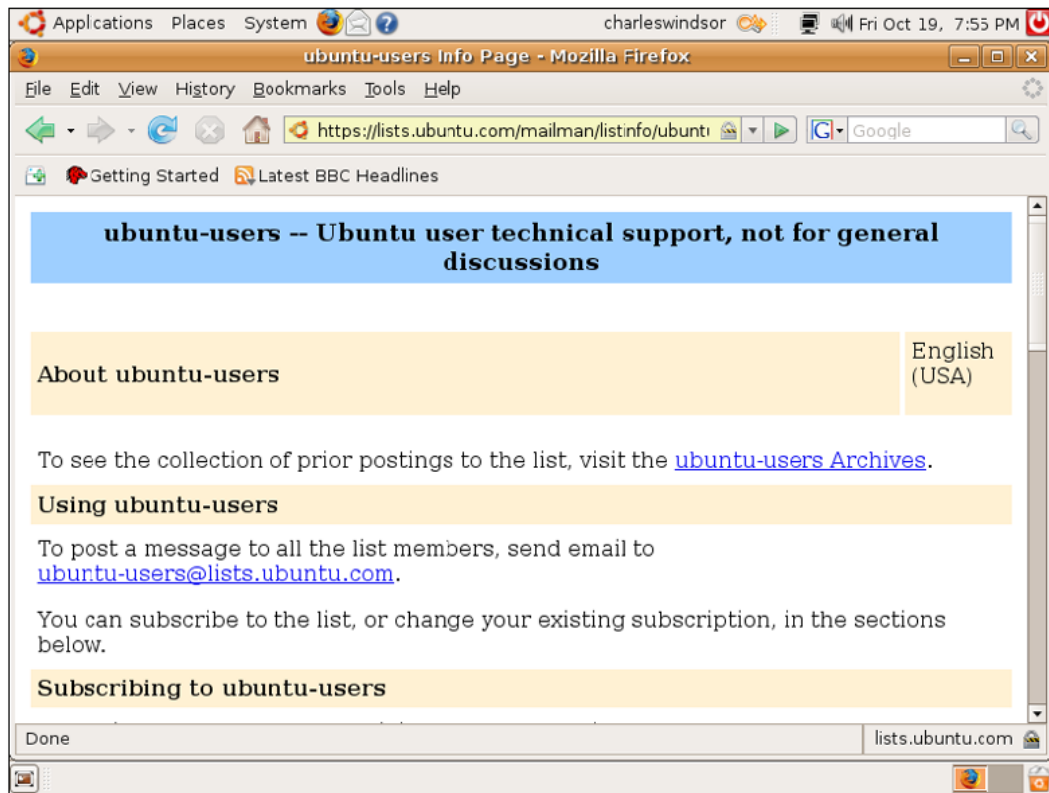 Applications Places System charleswindsor Fri Oct 19, 7:55 PM
ubuntu-users Info Page - Mozilla Firefox
File Edit View History Bookmarks Tools Help
https://lists.ubuntu.com/mailman/listinfo/ubuntu G Google
Getting Started Latest BBC Headlines
ubuntu-users -- Ubuntu user technical support, not for general
discussions
About ubuntu-users
English
(USA)
To see the collection of prior postings to the list, visit the ubuntu-users Archives.
Using ubuntu-users
To post a message to all the list members, send email to
ubuntu-users@lists.ubuntu.com.
You can subscribe to the list, or change your existing subscription, in the sections
below.
Subscribing to ubuntu-users
Done lists.ubuntu.com